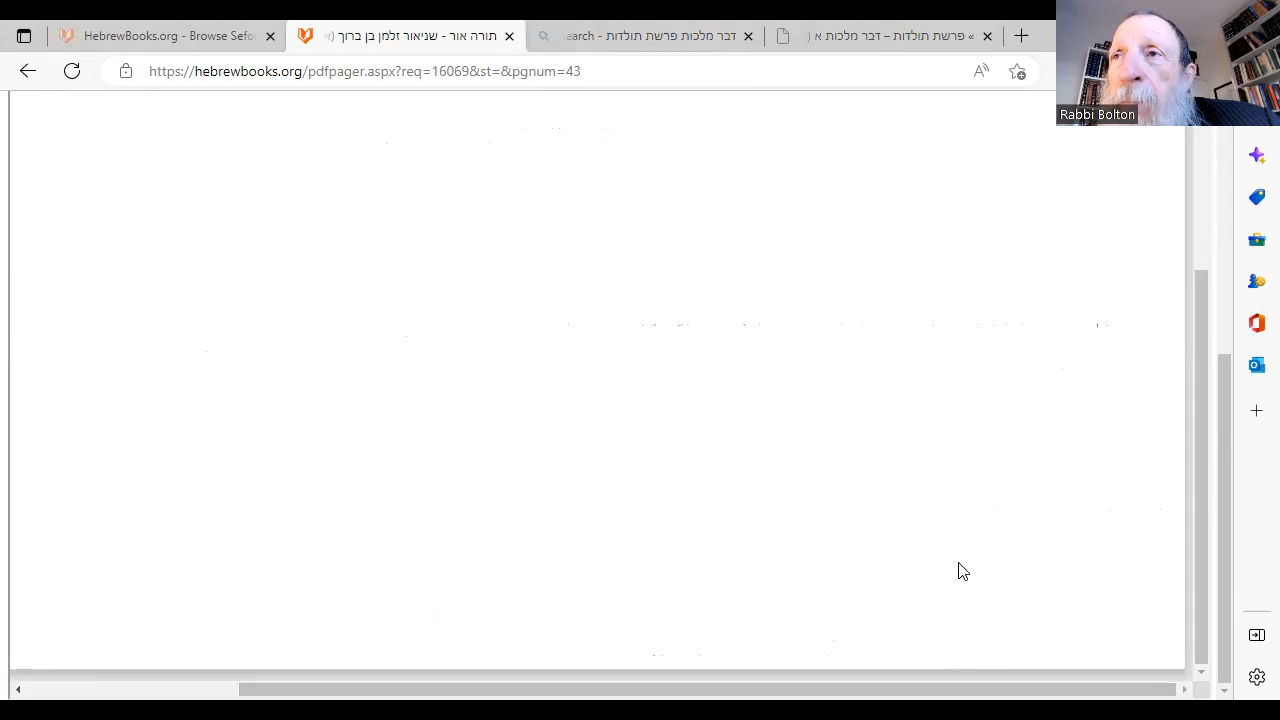 HebrewBooks.org - Browse Sefo
תורה אור - שניאור זלמן בן ברוך (א
דבר מלכות פרשת תולדות - earch
פרשת תולדות – דבר מלכות א ( «
https://hebrewbooks.org/pdfpager.aspx?req=16069&st=&pgnum=43
Rabbi Bolton